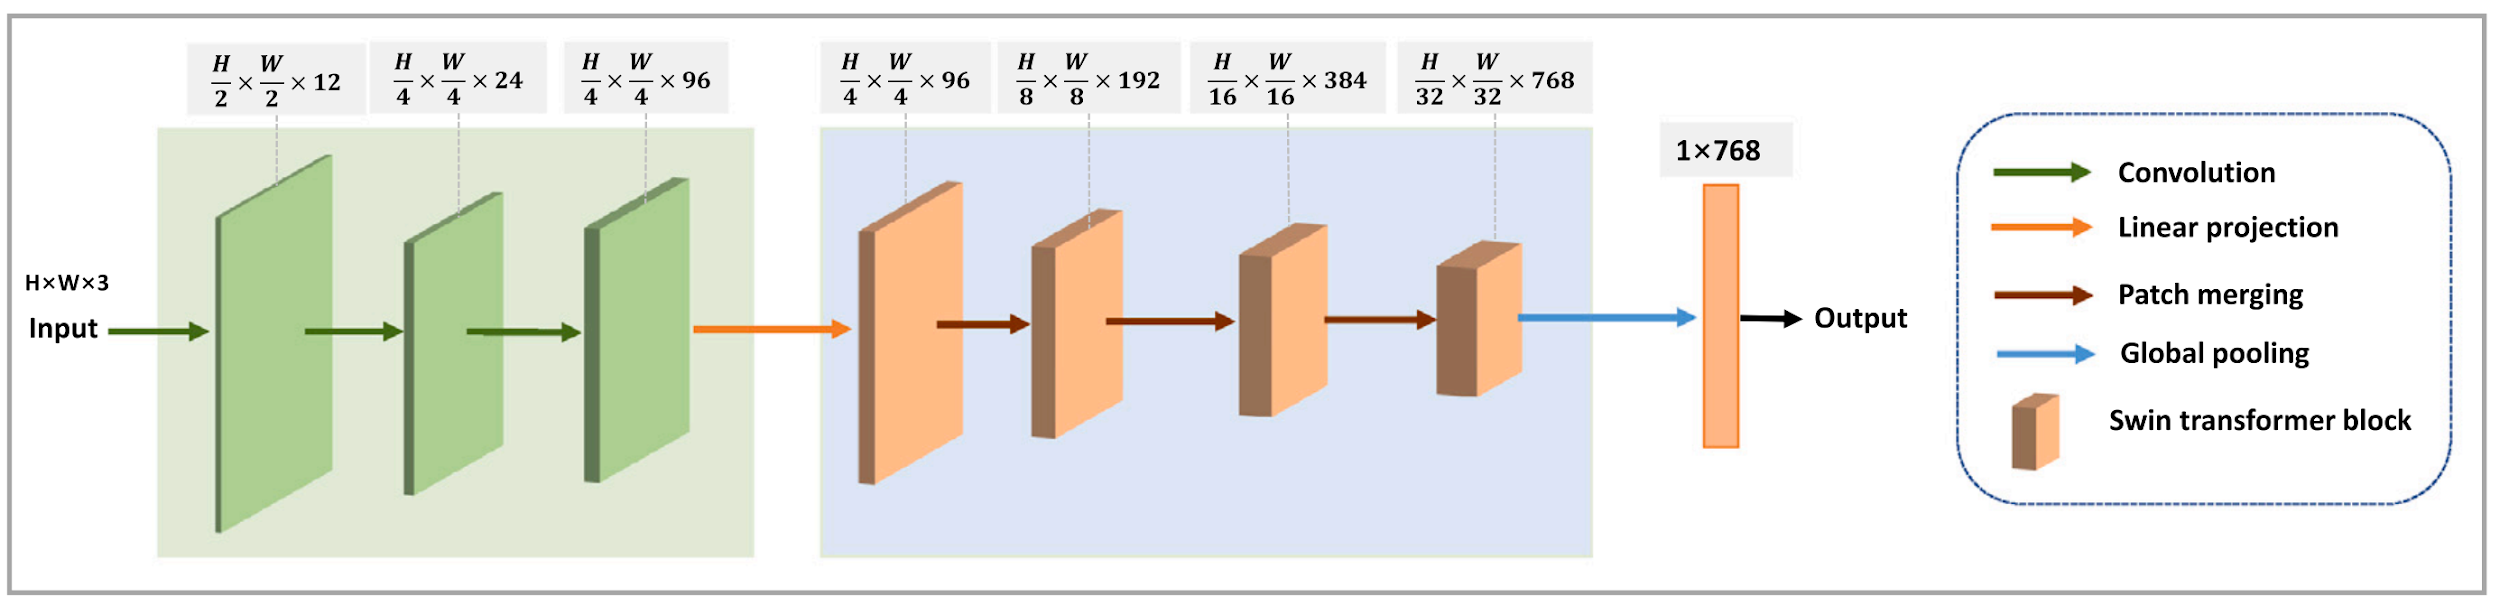 H/2 × W/2 × 12
H/4 × W/4 × 24
H/4 × W/4 × 96
H/4 × W/4 × 96
H/8 × W/8 × 192
H/16 × W/16 × 384
H/32 × W/32 × 768
1×768
H×W×3
Input
Output
Convolution
Linear projection
Patch merging
Global pooling
Swin transformer block